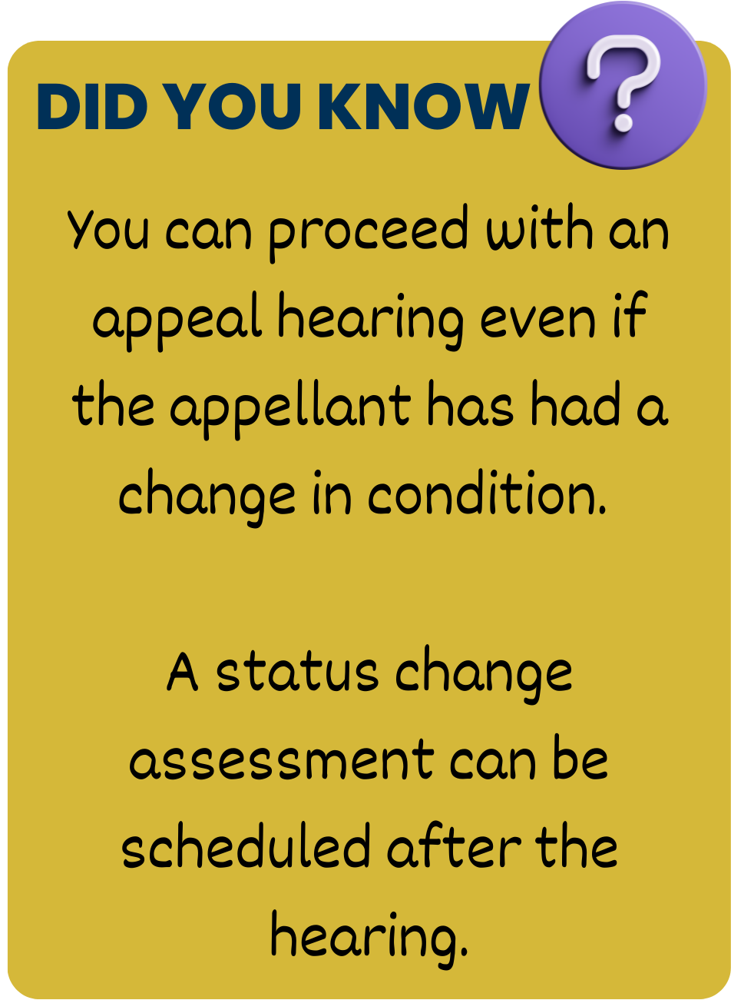 DID YOU KNOW ?
You can proceed with an
appeal hearing even if
the appellant has had a
change in condition.
A status change
assessment can be
scheduled after the
hearing.